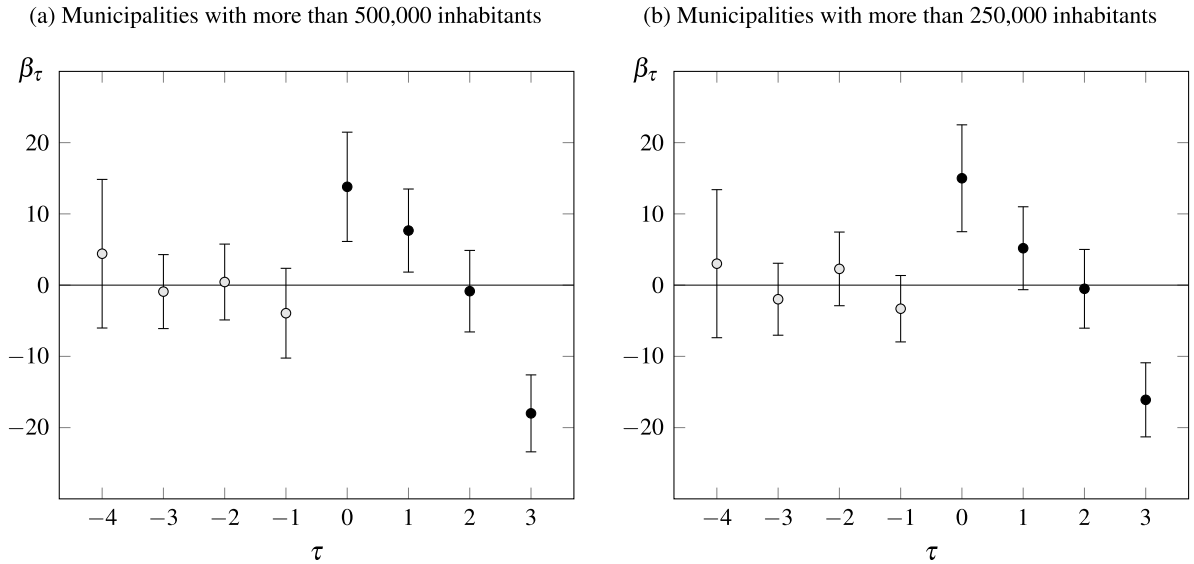 (a) Municipalities with more than 500,000 inhabitants
βτ
20
10
0
−10
−20
−4 −3 −2 −1 0 1 2 3
τ
(b) Municipalities with more than 250,000 inhabitants
βτ
20
10
0
−10
−20
−4 −3 −2 −1 0 1 2 3
τ